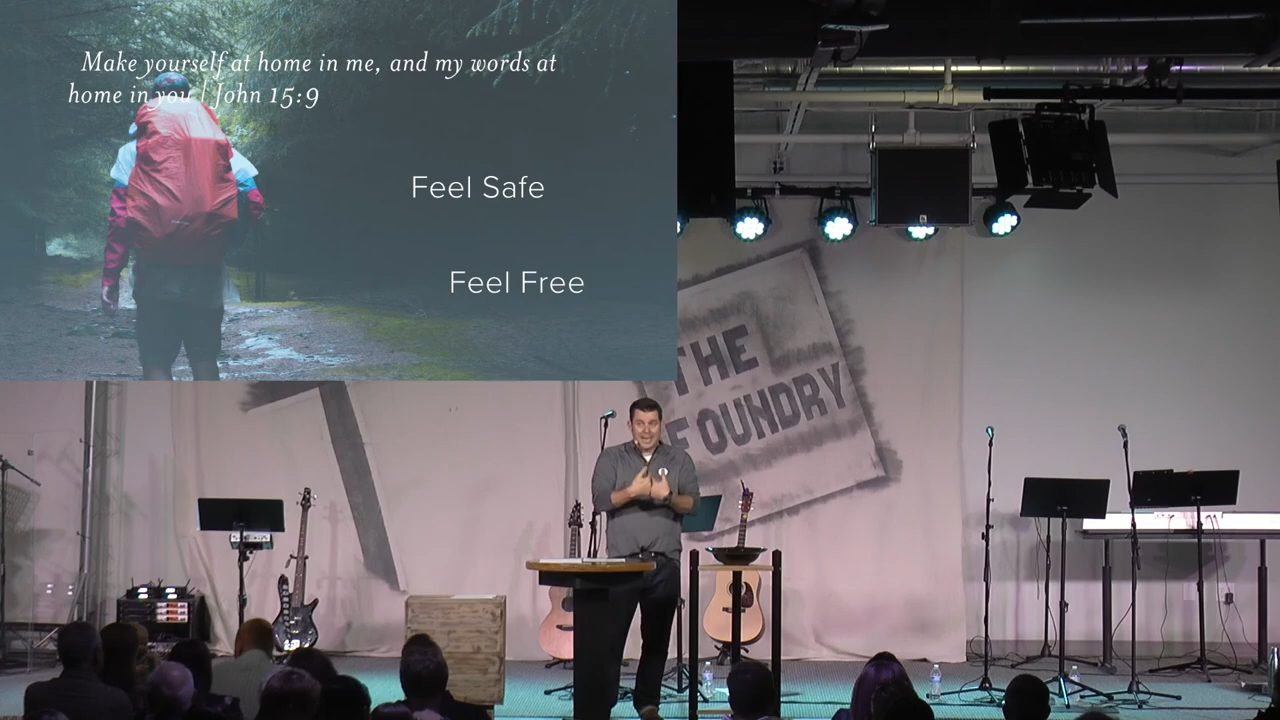 Make yourself at home in me, and my words at
home in you | John 15:9
Feel Safe
Feel Free
THE
FOUNDRY